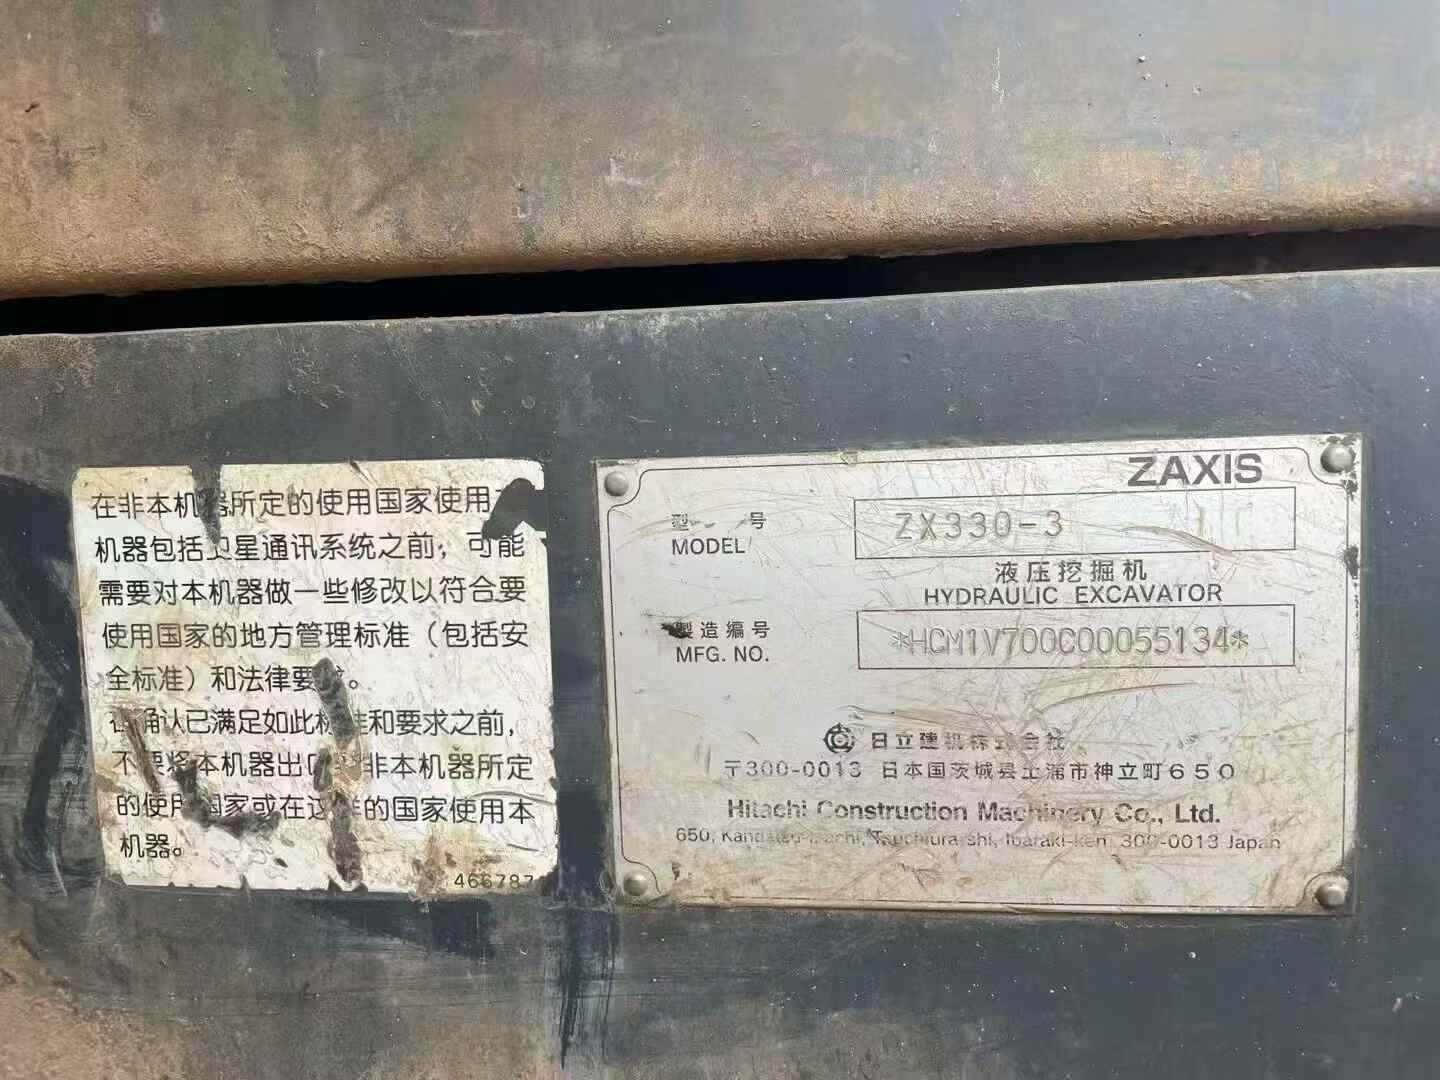 在非本机器所定的使用国家使用
机器包括卫星通讯系统之前，可能
需要对本机器做一些修改以符合要
使用国家的地方管理标准（包括安
全标准）和法律要求。
确认已满足如此标准和要求之前，
不要将本机器出口 非本机器所定
的使用国家或在这样的国家使用本
机器。
466787
ZAXIS
型 号
MODEL
ZX330-3
液压挖掘机
HYDRAULIC EXCAVATOR
製造編号
MFG. NO.
*HCM1V700C00055134*
日立建机株式会社
〒300-0013 日本国茨城县土浦市神立町650
Hitachi Construction Machinery Co., Ltd.
650, Kandatsu-machi, Tsuchiura-shi, Ibaraki-ken 300-0013 Japan